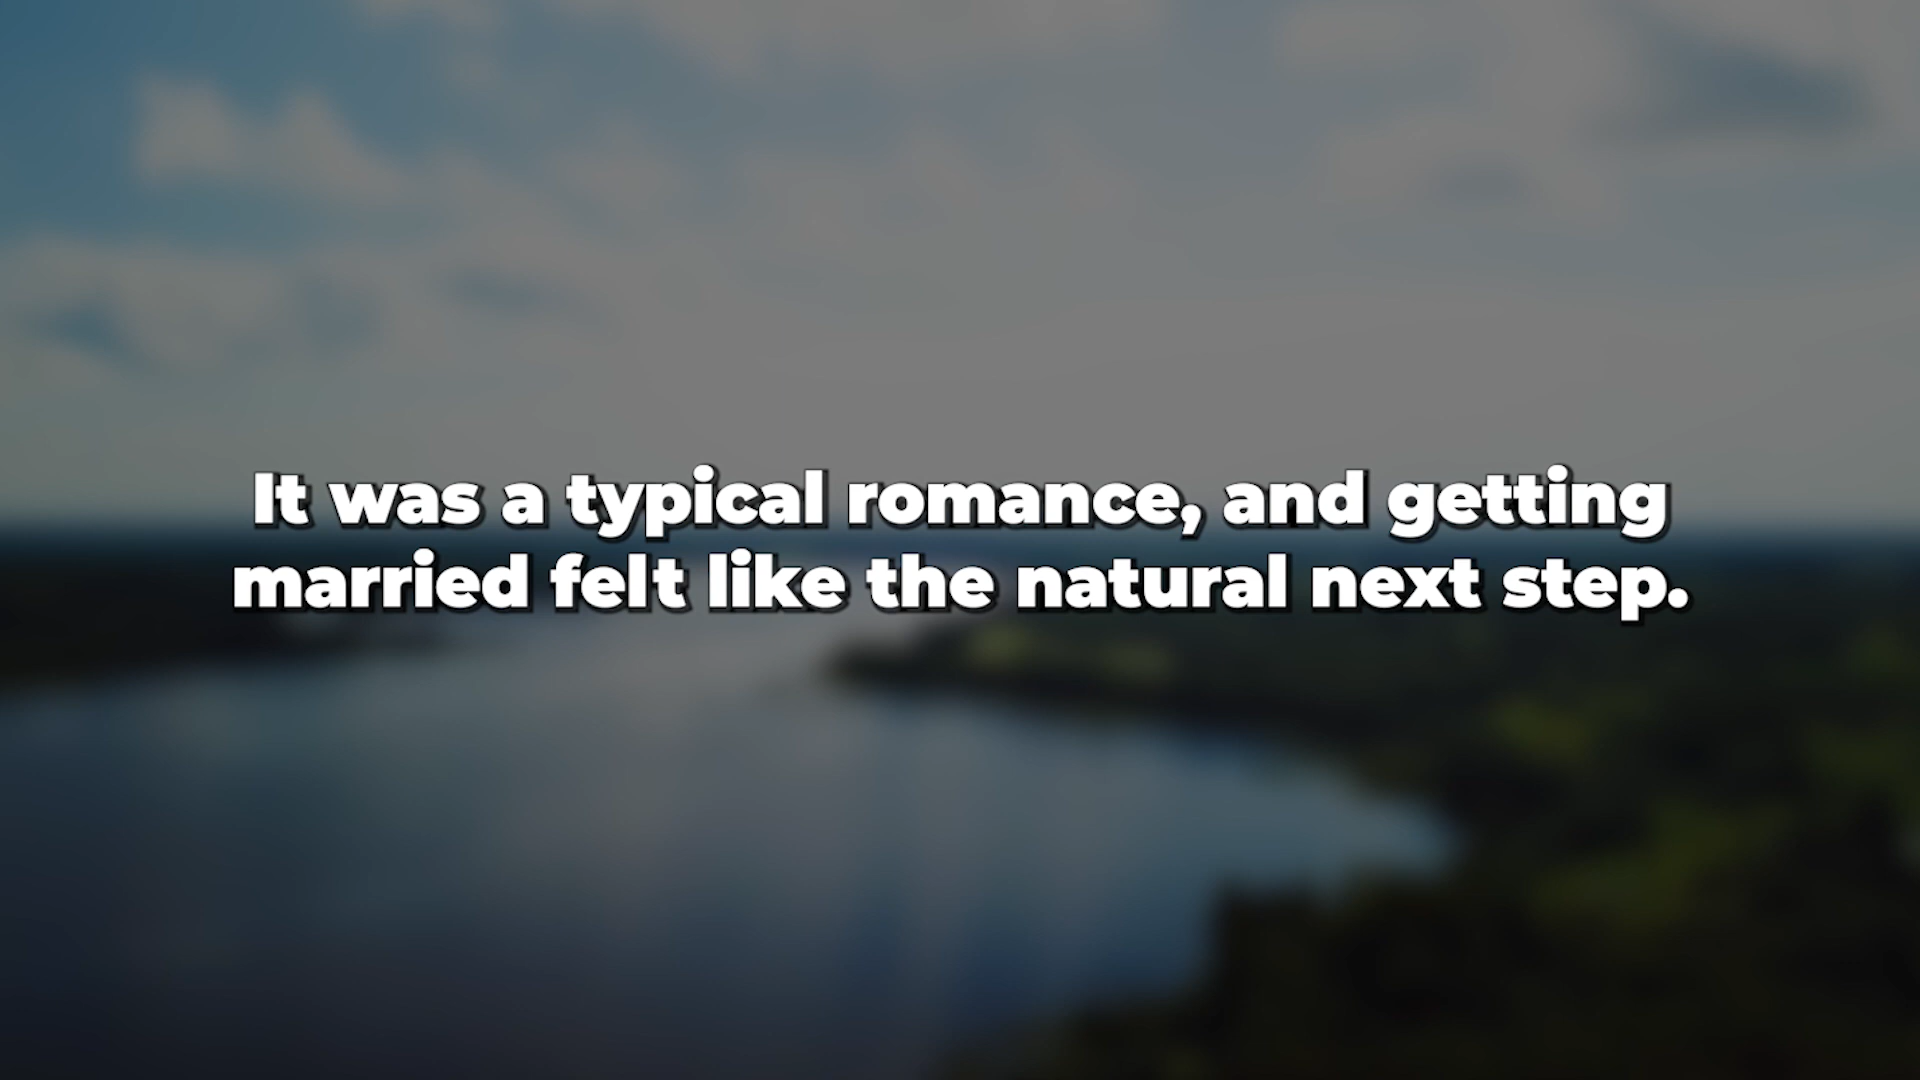 It was a typical romance, and getting
married felt like the natural next step.